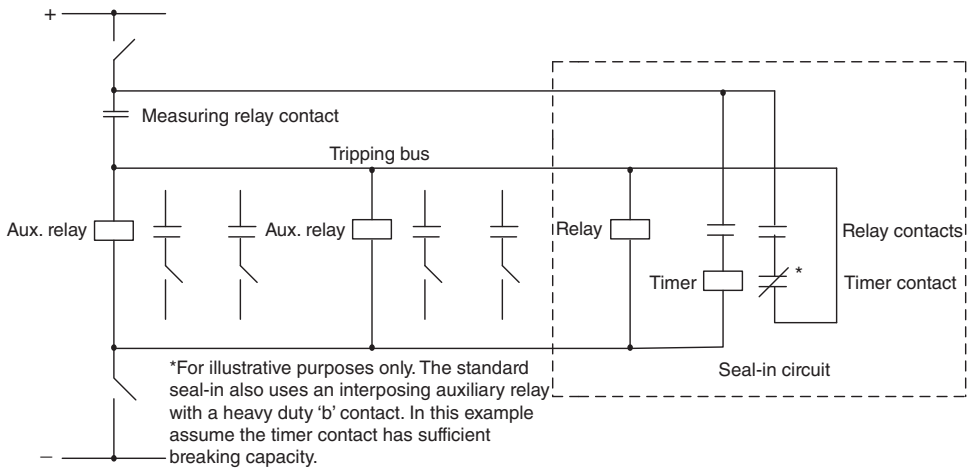 +
Measuring relay contact
Tripping bus
Aux. relay
Aux. relay
Relay
Relay contacts
Timer
*
Timer contact
Seal-in circuit
*For illustrative purposes only. The standard
seal-in also uses an interposing auxiliary relay
with a heavy duty ‘b’ contact. In this example
assume the timer contact has sufficient
breaking capacity.
−